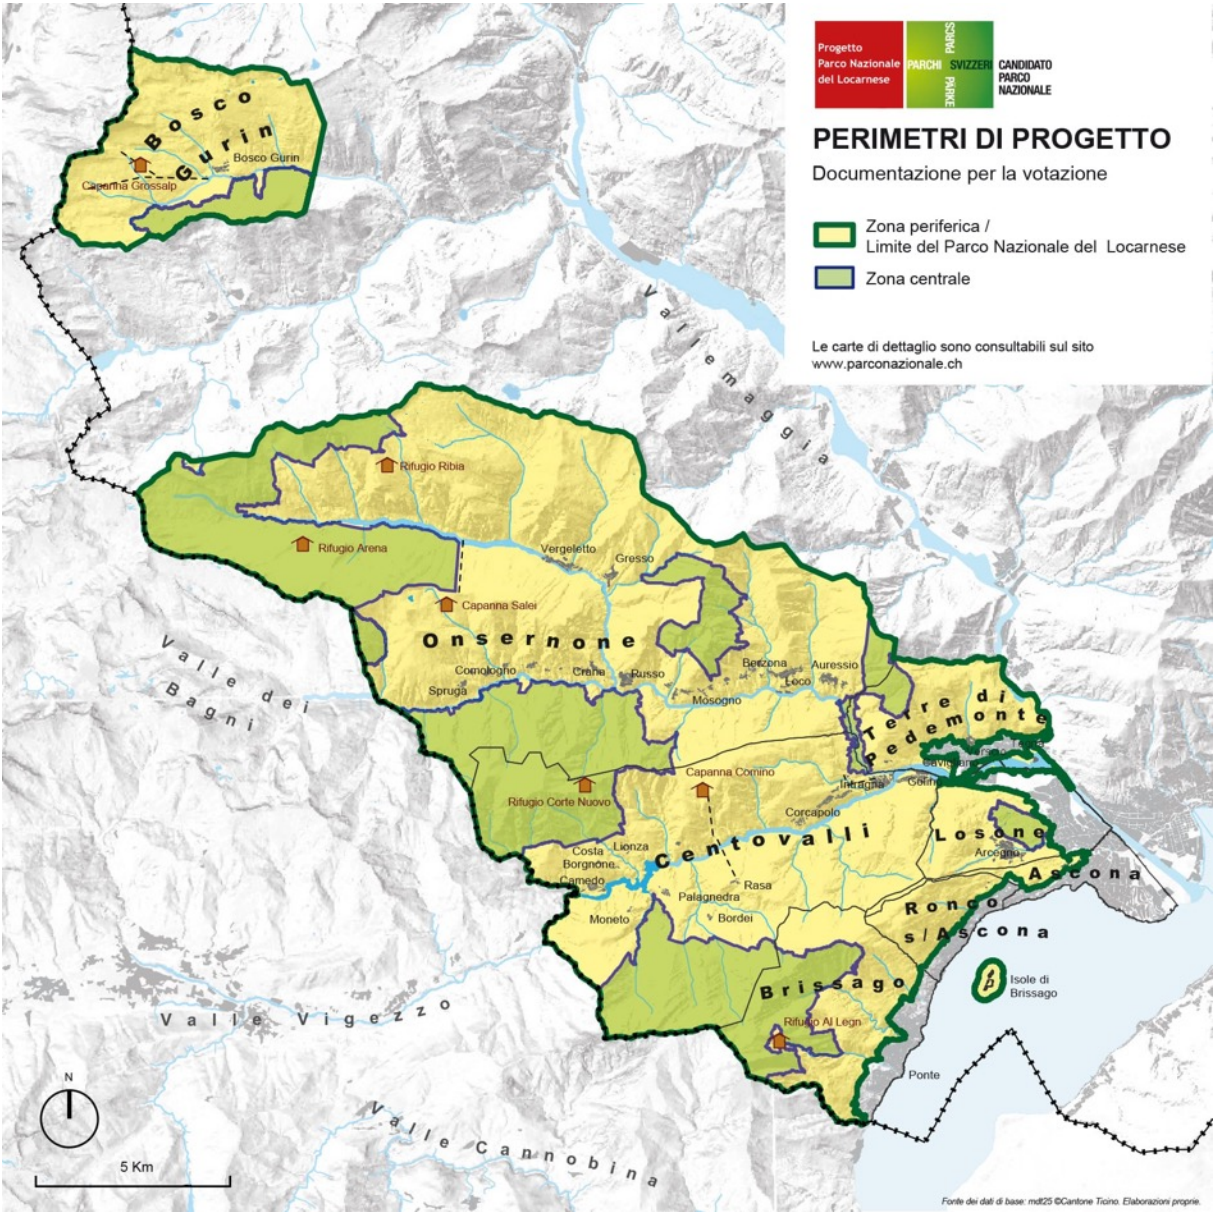 Progetto
Parco Nazionale
del Locarnese
PARCHI
PARCS
SVIZZERI
PARKE
CANDIDATO
PARCO
NAZIONALE
PERIMETRI DI PROGETTO
Documentazione per la votazione
Zona periferica /
Limite del Parco Nazionale del Locarnese
Zona centrale
Le carte di dettaglio sono consultabili sul sito
www.parconazionale.ch
Bosco
Gurin
Bosco Gurin
Capanna Grossalp
Vallemaggia
Rifugio Ribia
Rifugio Arena
Vergeletto
Gresso
Capanna Salei
Onsernone
Comologno
Crana
Russo
Spruga
Mosogno
Berzona
Loco
Auressio
Valle dei
Bagni
Terre di
Pedemonte
Intragna
Capanna Comino
Rifugio Corte Nuovo
Corcapolo
Centovalli
Costa
Lionza
Borgnone
Camedo
Rasa
Palagnedra
Bordei
Moneto
Losone
Arcegno
Ascona
Ronco
s/Ascona
Brissago
Isole di
Brissago
Rifugio Al Legn
Ponte
Valle Vigezzo
Valle Cannobina
N
5 Km
Fonte dei dati di base: mdt25 ©Cantone Ticino. Elaborazioni proprie.